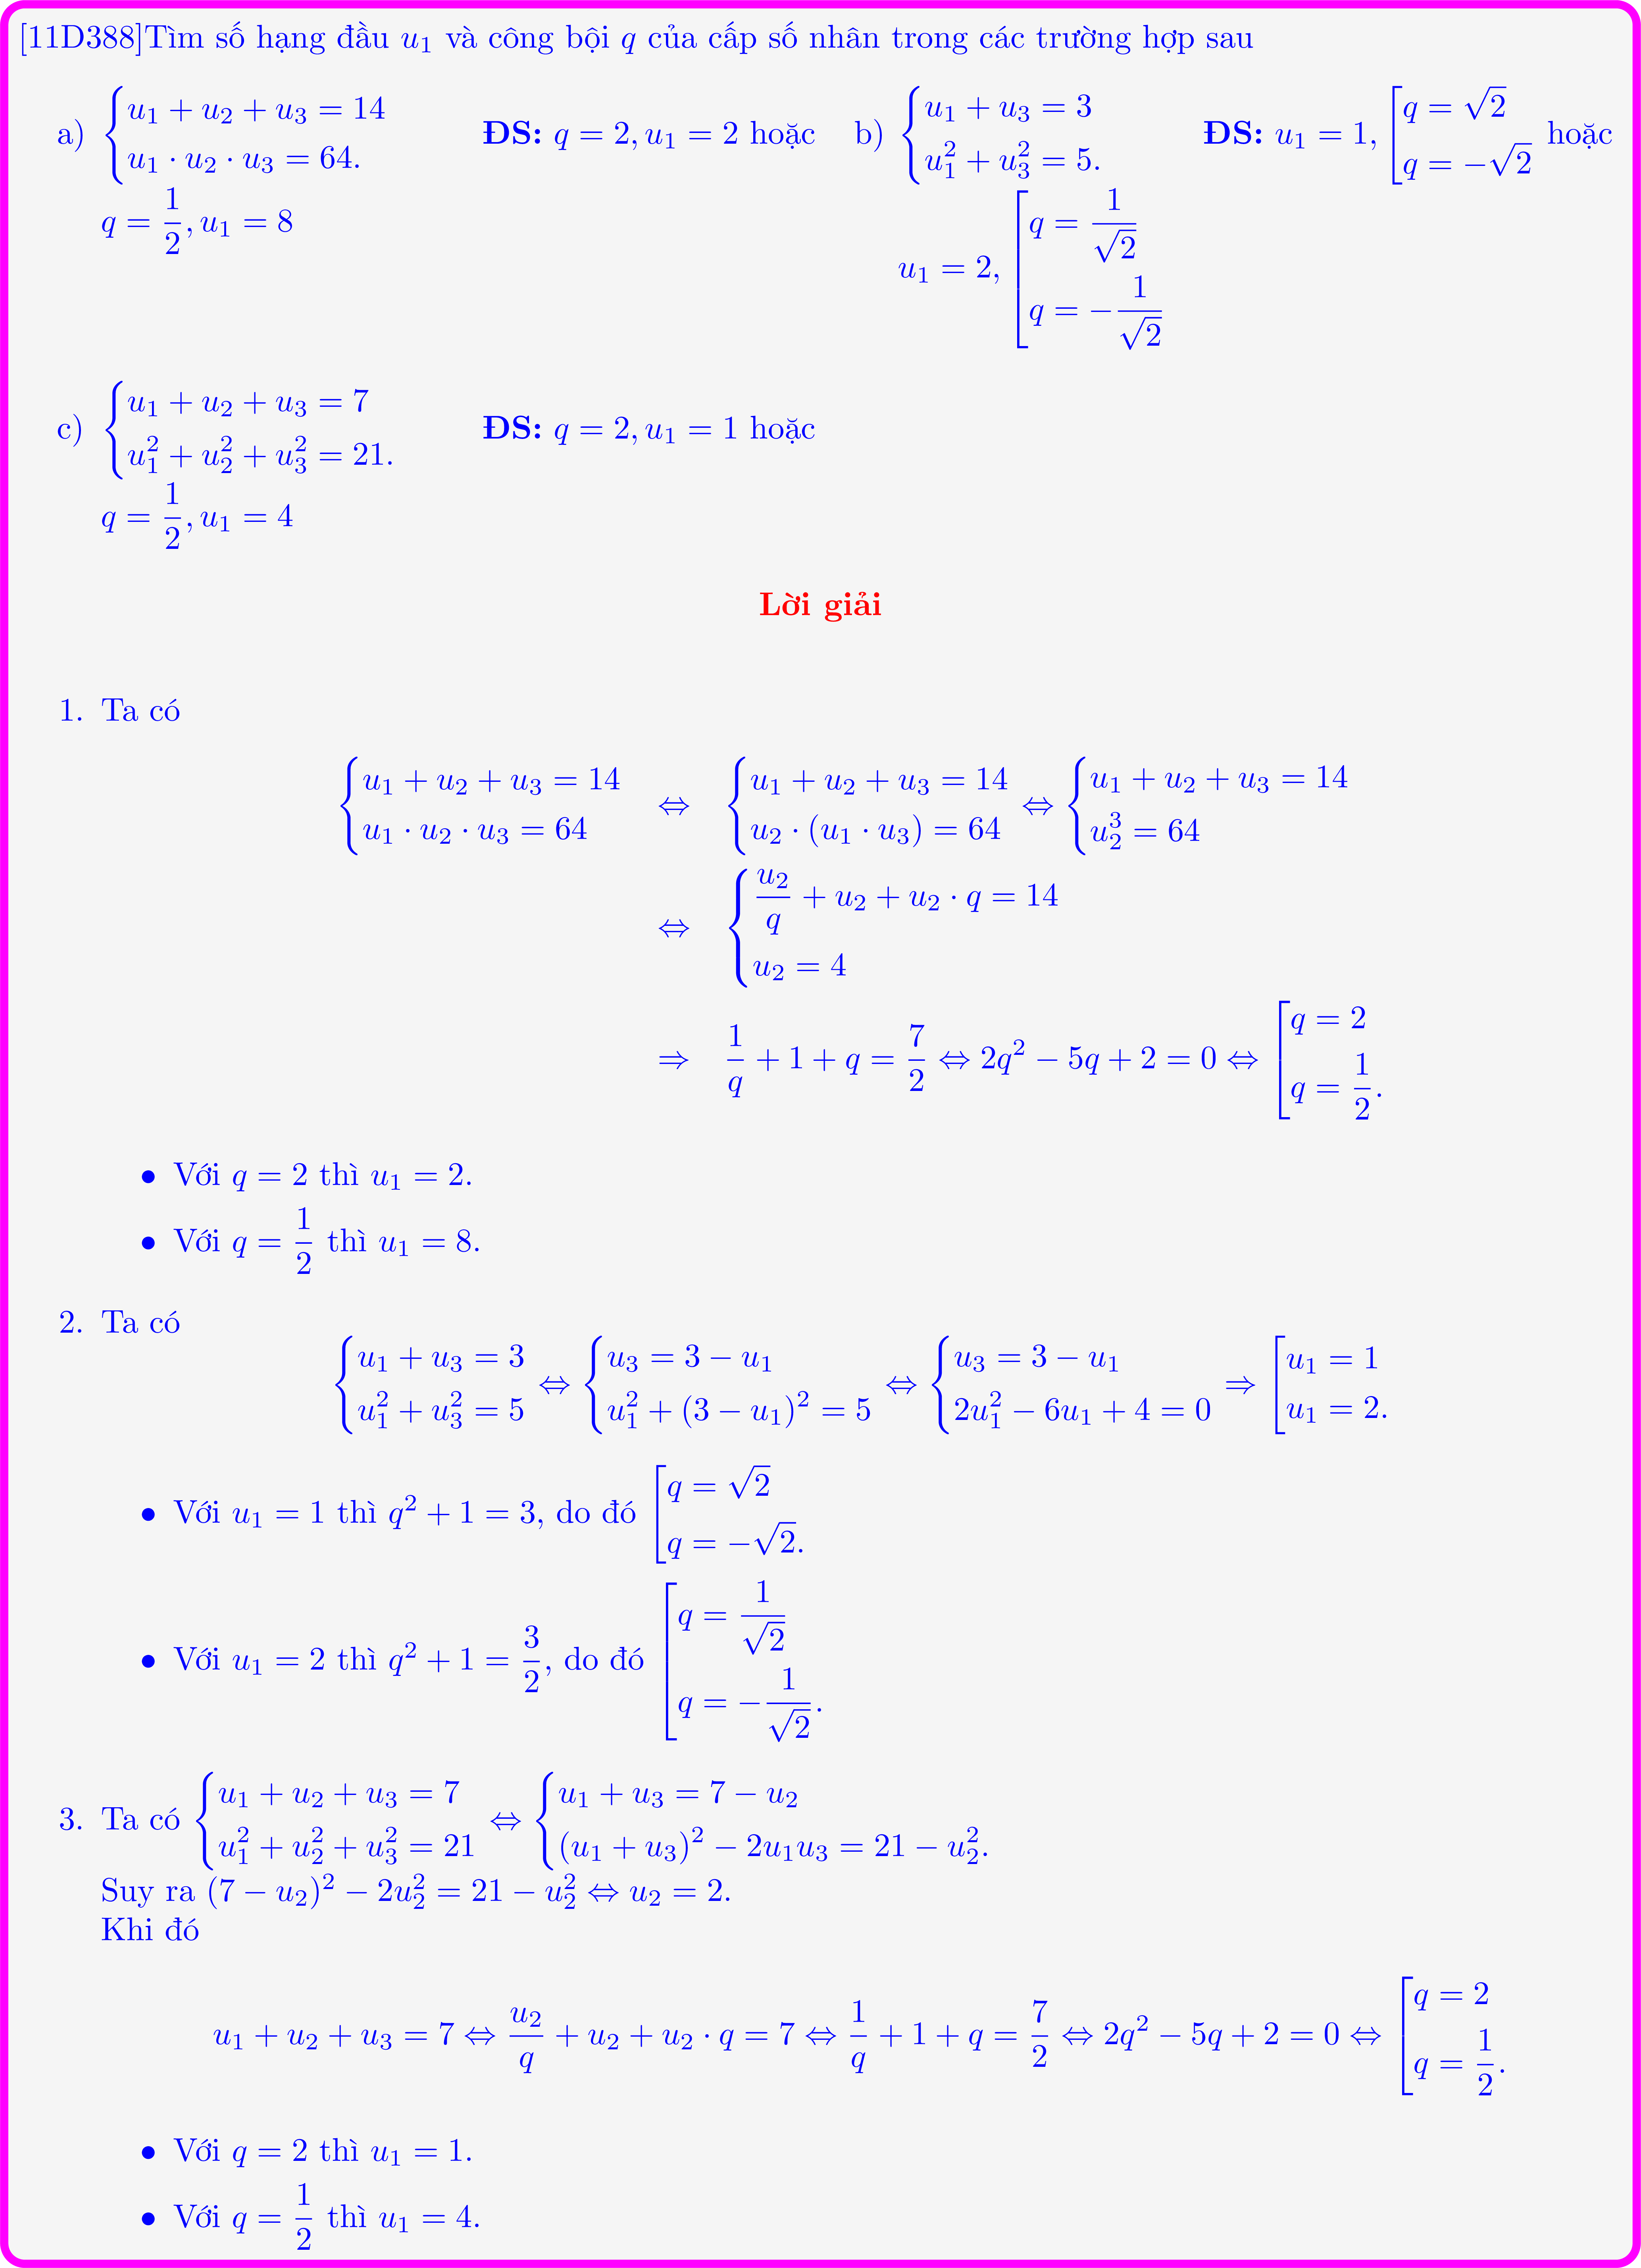 [11D388]Tìm số hạng đầu $u_1$ và công bội $q$ của cấp số nhân trong các trường hợp sau
a) $\begin{cases} u_1 + u_2 + u_3 = 14 \\ u_1 \cdot u_2 \cdot u_3 = 64. \end{cases}$ ĐS: $q = 2, u_1 = 2$ hoặc
$q = \dfrac{1}{2}, u_1 = 8$
b) $\begin{cases} u_1 + u_3 = 3 \\ u_1^2 + u_3^2 = 5. \end{cases}$ ĐS: $u_1 = 1, \left[\begin{array}{l} q = \sqrt{2} \\ q = -\sqrt{2} \end{array}\right.$ hoặc
$u_1 = 2, \left[\begin{array}{l} q = \dfrac{1}{\sqrt{2}} \\ q = -\dfrac{1}{\sqrt{2}} \end{array}\right.$
c) $\begin{cases} u_1 + u_2 + u_3 = 7 \\ u_1^2 + u_2^2 + u_3^2 = 21. \end{cases}$ ĐS: $q = 2, u_1 = 1$ hoặc
$q = \dfrac{1}{2}, u_1 = 4$
Lời giải
1. Ta có
$\begin{cases} u_1 + u_2 + u_3 = 14 \\ u_1 \cdot u_2 \cdot u_3 = 64 \end{cases} \Leftrightarrow \begin{cases} u_1 + u_2 + u_3 = 14 \\ u_2 \cdot (u_1 \cdot u_3) = 64 \end{cases} \Leftrightarrow \begin{cases} u_1 + u_2 + u_3 = 14 \\ u_2^3 = 64 \end{cases}$
$\Leftrightarrow \begin{cases} \dfrac{u_2}{q} + u_2 + u_2 \cdot q = 14 \\ u_2 = 4 \end{cases}$
$\Rightarrow \dfrac{1}{q} + 1 + q = \dfrac{7}{2} \Leftrightarrow 2q^2 - 5q + 2 = 0 \Leftrightarrow \left[\begin{array}{l} q = 2 \\ q = \dfrac{1}{2}. \end{array}\right.$
• Với $q = 2$ thì $u_1 = 2$.
• Với $q = \dfrac{1}{2}$ thì $u_1 = 8$.
2. Ta có
$\begin{cases} u_1 + u_3 = 3 \\ u_1^2 + u_3^2 = 5 \end{cases} \Leftrightarrow \begin{cases} u_3 = 3 - u_1 \\ u_1^2 + (3 - u_1)^2 = 5 \end{cases} \Leftrightarrow \begin{cases} u_3 = 3 - u_1 \\ 2u_1^2 - 6u_1 + 4 = 0 \end{cases} \Rightarrow \left[\begin{array}{l} u_1 = 1 \\ u_1 = 2. \end{array}\right.$
• Với $u_1 = 1$ thì $q^2 + 1 = 3$, do đó $\left[\begin{array}{l} q = \sqrt{2} \\ q = -\sqrt{2}. \end{array}\right.$
• Với $u_1 = 2$ thì $q^2 + 1 = \dfrac{3}{2}$, do đó $\left[\begin{array}{l} q = \dfrac{1}{\sqrt{2}} \\ q = -\dfrac{1}{\sqrt{2}}. \end{array}\right.$
3. Ta có $\begin{cases} u_1 + u_2 + u_3 = 7 \\ u_1^2 + u_2^2 + u_3^2 = 21 \end{cases} \Leftrightarrow \begin{cases} u_1 + u_3 = 7 - u_2 \\ (u_1 + u_3)^2 - 2u_1u_3 = 21 - u_2^2. \end{cases}$
Suy ra $(7 - u_2)^2 - 2u_2^2 = 21 - u_2^2 \Leftrightarrow u_2 = 2$.
Khi đó
$u_1 + u_2 + u_3 = 7 \Leftrightarrow \dfrac{u_2}{q} + u_2 + u_2 \cdot q = 7 \Leftrightarrow \dfrac{1}{q} + 1 + q = \dfrac{7}{2} \Leftrightarrow 2q^2 - 5q + 2 = 0 \Leftrightarrow \left[\begin{array}{l} q = 2 \\ q = \dfrac{1}{2}. \end{array}\right.$
• Với $q = 2$ thì $u_1 = 1$.
• Với $q = \dfrac{1}{2}$ thì $u_1 = 4$.